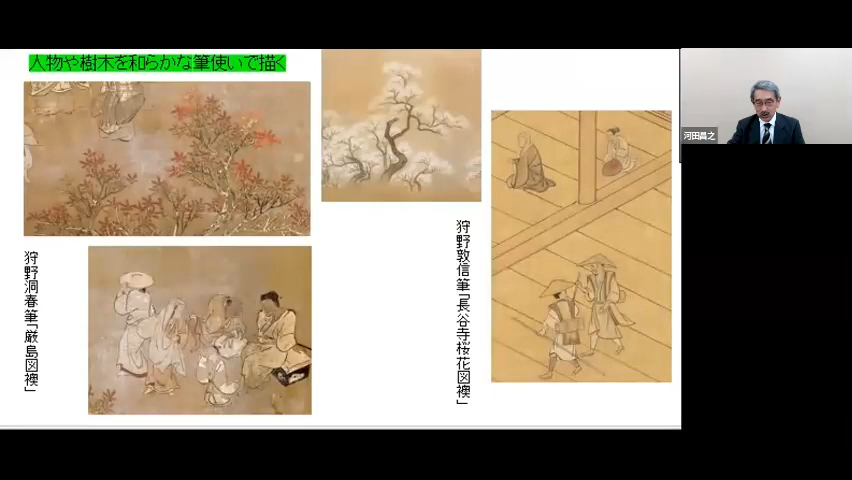 人物や樹木を和らかな筆使いで描く
狩野洞春筆「厳島図襖」
狩野敦信筆「長谷寺桜花図襖」
河田昌之